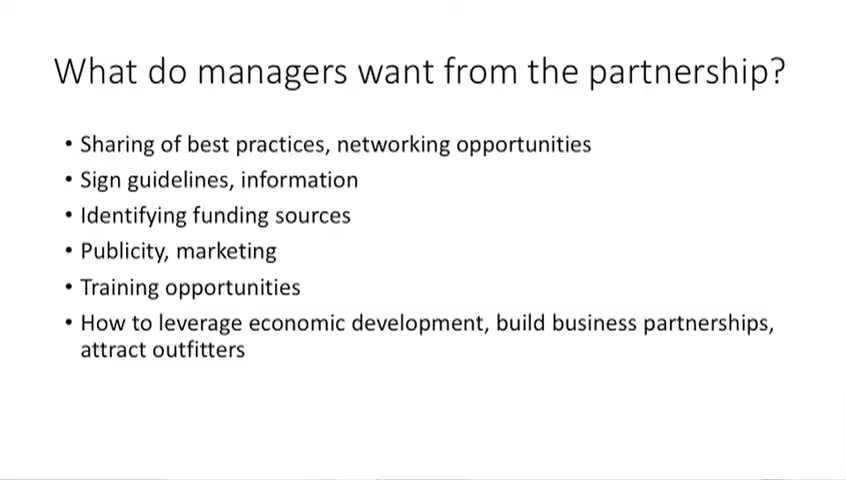 What do managers want from the partnership?
• Sharing of best practices, networking opportunities
• Sign guidelines, information
• Identifying funding sources
• Publicity, marketing
• Training opportunities
• How to leverage economic development, build business partnerships,
attract outfitters